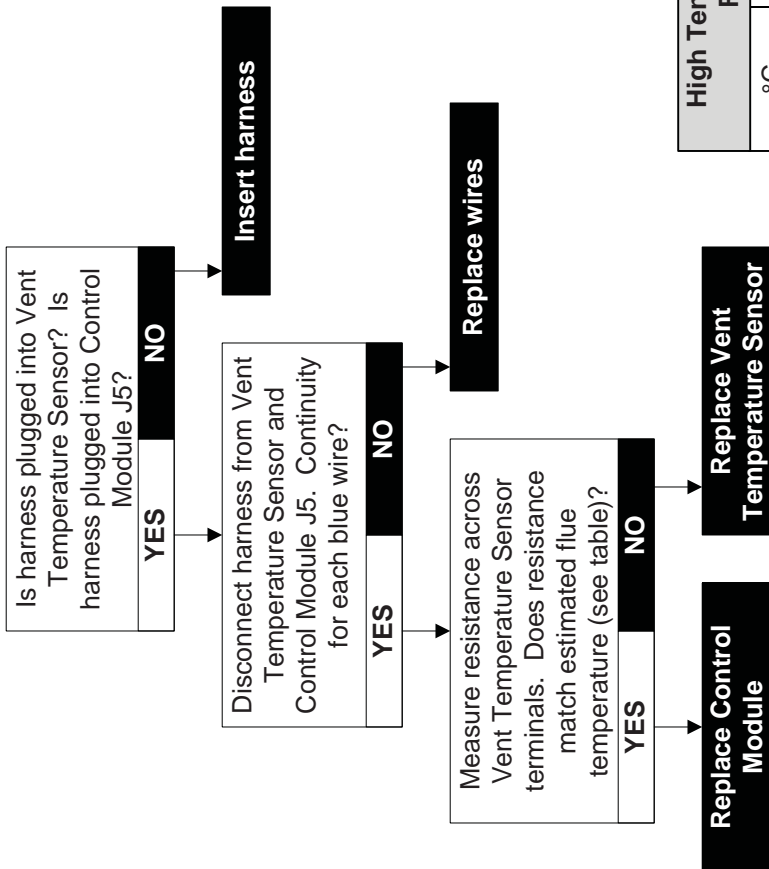 Is harness plugged into Vent
Temperature Sensor? Is
harness plugged into Control
Module J5?
YES
NO
Insert harness
Disconnect harness from Vent
Temperature Sensor and
Control Module J5. Continuity
for each blue wire?
YES
NO
Replace wires
Measure resistance across
Vent Temperature Sensor
terminals. Does resistance
match estimated flue
temperature (see table)?
YES
NO
Replace Control
Module
Replace Vent
Temperature Sensor
High